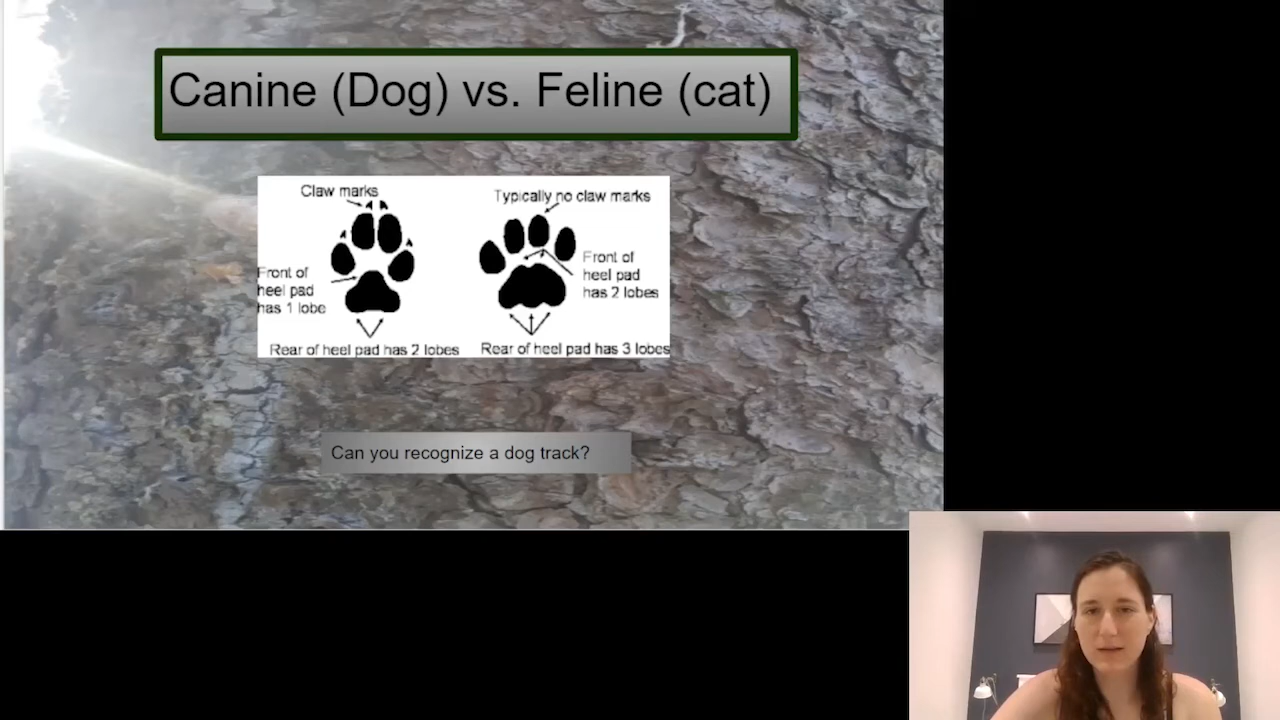 Canine (Dog) vs. Feline (cat)
Claw marks
Typically no claw marks
Front of
heel pad
has 1 lobe
Front of
heel pad
has 2 lobes
Rear of heel pad has 2 lobes
Rear of heel pad has 3 lobes
Can you recognize a dog track?